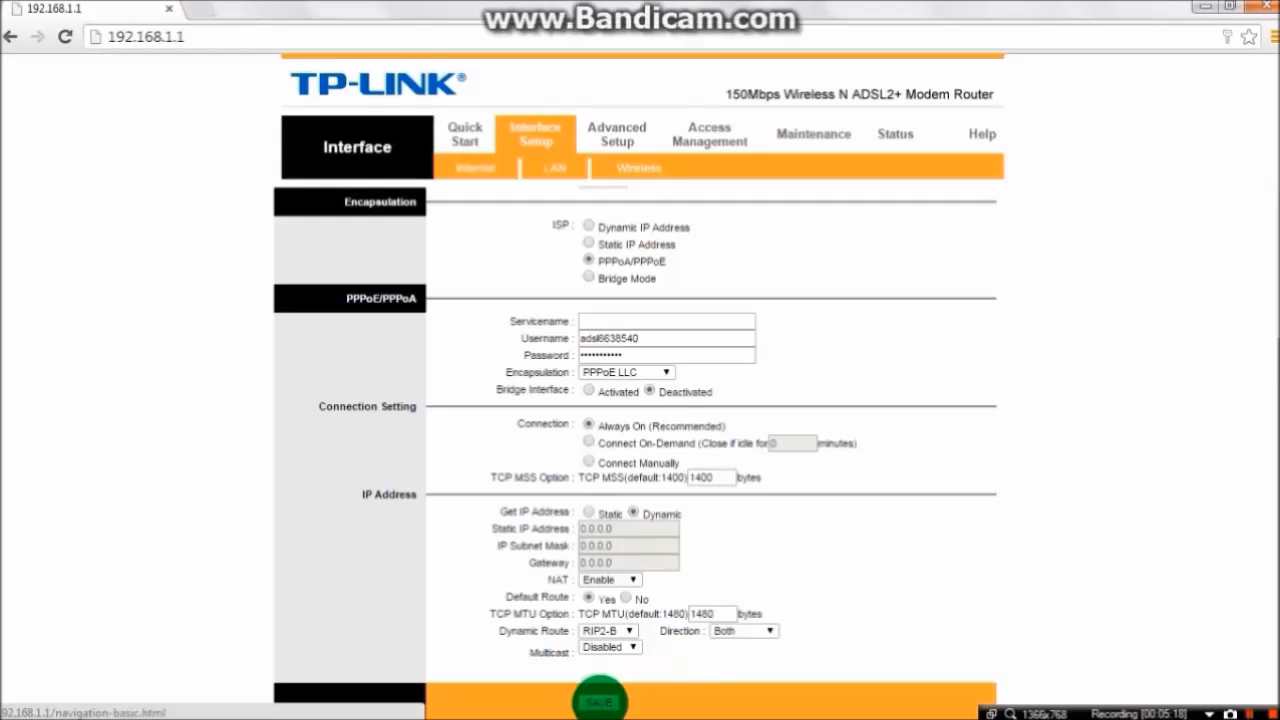 192.168.1.1
www.Bandicam.com
192.168.1.1
TP-LINK®
150Mbps Wireless N ADSL2+ Modem Router
Interface
Quick Start
Interface Setup
Advanced Setup
Access Management
Maintenance
Status
Help
Internet
LAN
Wireless
Encapsulation
ISP :
Dynamic IP Address
Static IP Address
PPPoA/PPPoE
Bridge Mode
PPPoE/PPPoA
Servicename :
Username : adsl6638540
Password : •••••••••••
Encapsulation : PPPoE LLC
Bridge Interface : Activated Deactivated
Connection Setting
Connection : Always On (Recommended)
Connect On-Demand (Close if idle for 0 minutes)
Connect Manually
TCP MSS Option : TCP MSS(default:1400) 1400 bytes
IP Address
Get IP Address : Static Dynamic
Static IP Address : 0.0.0.0
IP Subnet Mask : 0.0.0.0
Gateway : 0.0.0.0
NAT : Enable
Default Route : Yes No
TCP MTU Option : TCP MTU(default:1480) 1480 bytes
Dynamic Route : RIP2-B Direction : Both
Multicast : Disabled
SAVE
92.168.1.1/navigation-basic.html
1366x768
Recording [00:05:18]